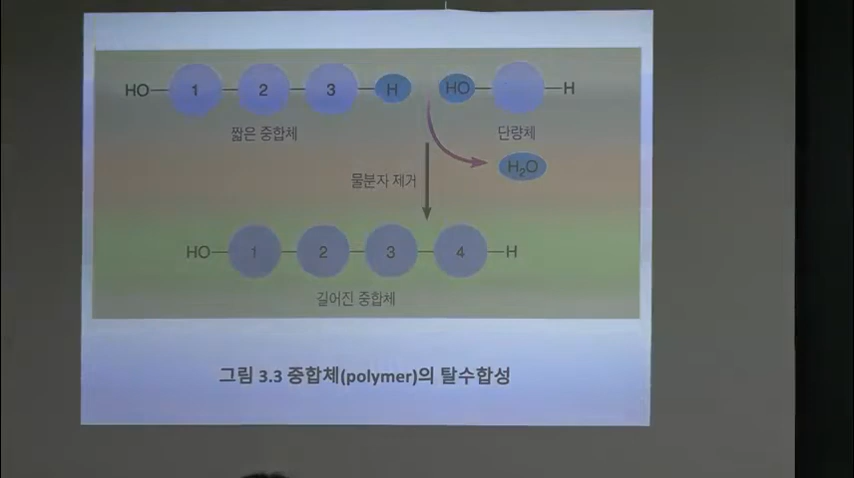 HO 1 2 3 H HO H
짧은 중합체 단량체
H₂O
물분자 제거
HO 1 2 3 4 H
길어진 중합체
그림 3.3 중합체(polymer)의 탈수합성